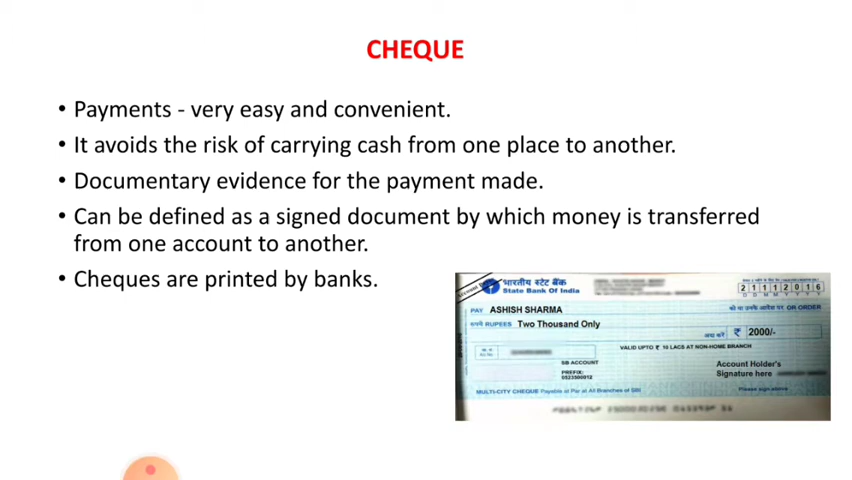 CHEQUE
• Payments - very easy and convenient.
• It avoids the risk of carrying cash from one place to another.
• Documentary evidence for the payment made.
• Can be defined as a signed document by which money is transferred
from one account to another.
• Cheques are printed by banks.
भारतीय स्टेट बैंक
State Bank Of India
2 1 1 1 2 0 1 6
D D M M Y Y Y Y
PAY ASHISH SHARMA
OR ORDER
रुपये RUPEES Two Thousand Only
अदा करें ₹ 2000/-
VALID UPTO ₹ 10 LACS AT NON-HOME BRANCH
SB ACCOUNT
PREFIX:
Account Holder's
Signature here
MULTI-CITY CHEQUE Payable at Par at All Branches of SBI
Please sign above